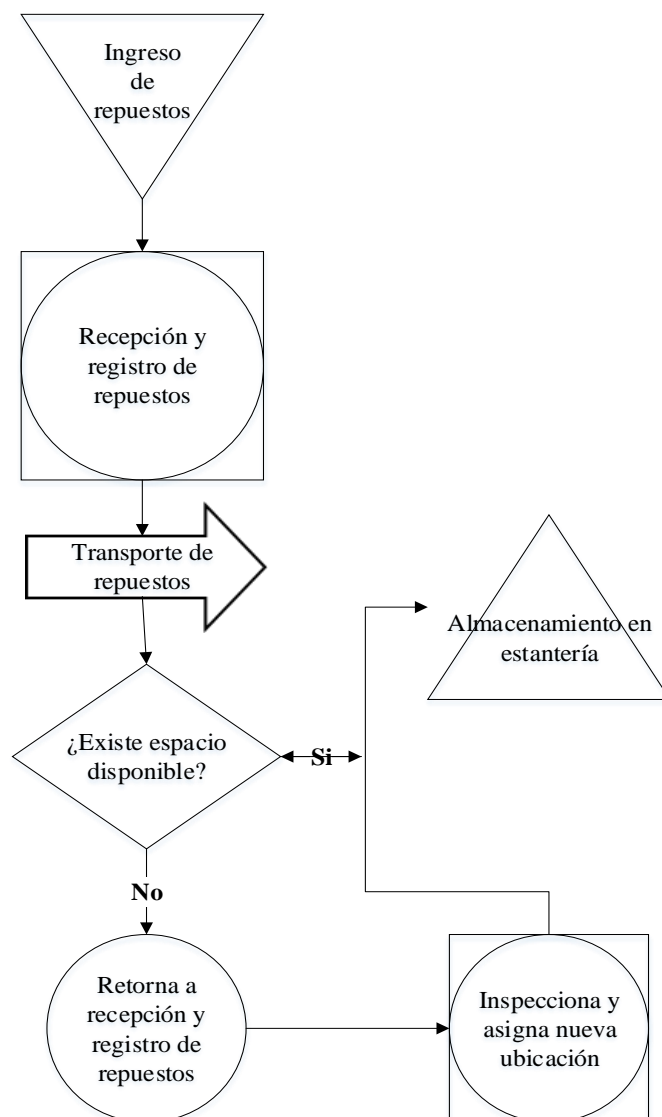 Ingreso
de
repuestos
Recepción y
registro de
repuestos
Transporte de
repuestos
Almacenamiento en
estantería
¿Existe espacio
disponible?
Si
No
Retorna a
recepción y
registro de
repuestos
Inspecciona y
asigna nueva
ubicación